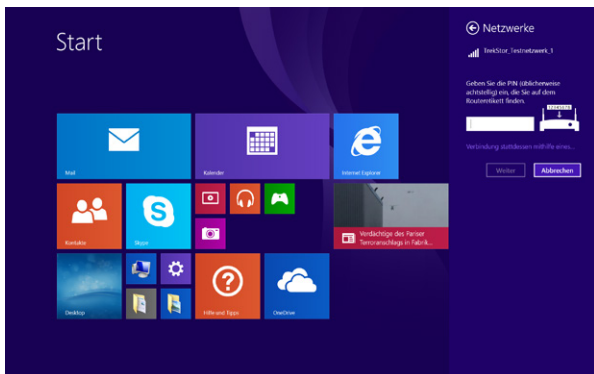 Start
Mail
Kalender
Internet Explorer
Kontakte
Skype
Verdächtige des Pariser
Terroranschlags in Fabrik...
Desktop
Hilfe und Tipps
OneDrive
Netzwerke
TrekStor_Testnetzwerk_1
Geben Sie die PIN (üblicherweise
achtstellig) ein, die Sie auf dem
Routeretikett finden.
12345678
Verbindung stattdessen mithilfe eines...
Weiter
Abbrechen